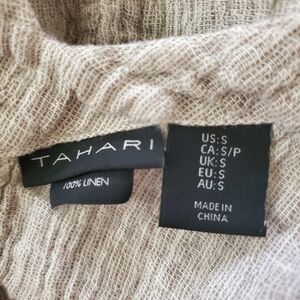 TAHARI
100% LINEN
US: S
CA: S/P
UK: S
EU: S
AU: S
MADE IN
CHINA